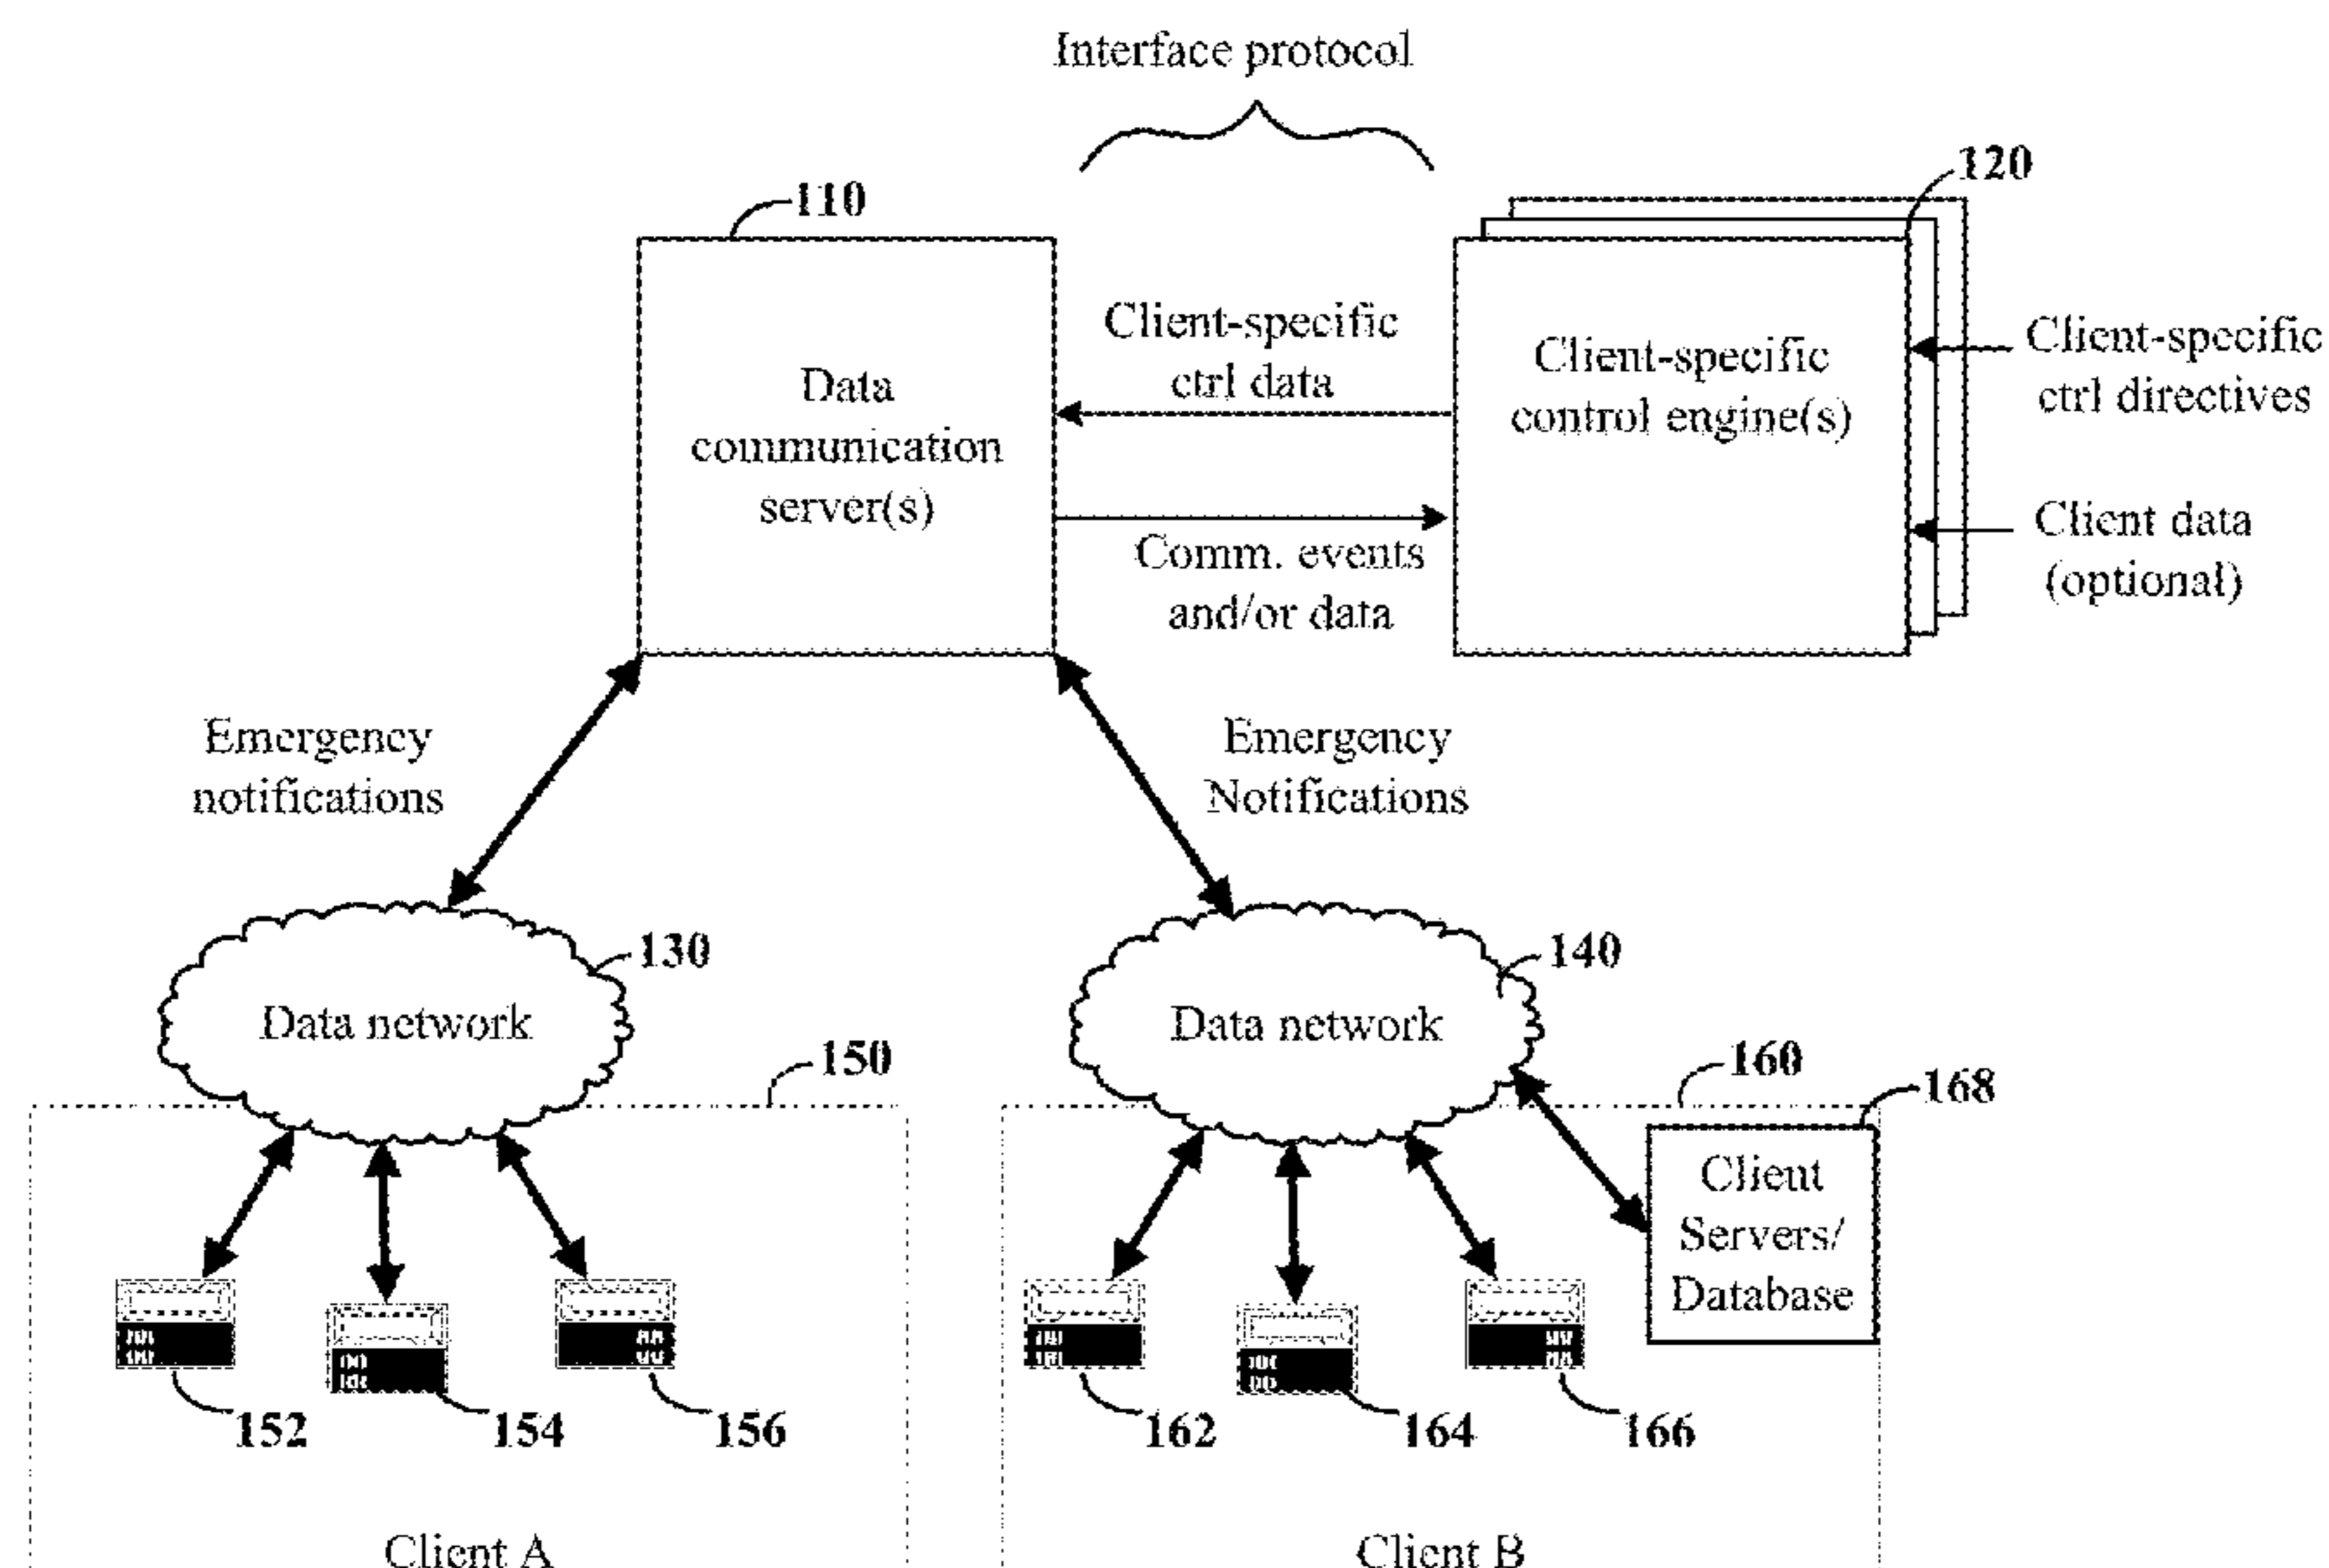 Interface protocol
110
120
Data
communication
server(s)
Client-specific
ctrl data
Comm. events
and/or data
Client-specific
control engine(s)
Client-specific
ctrl directives
Client data
(optional)
Emergency
notifications
Emergency
Notifications
130
Data network
140
Data network
150
160
168
Client
Servers/
Database
152
154
156
162
164
166
Client A
Client B